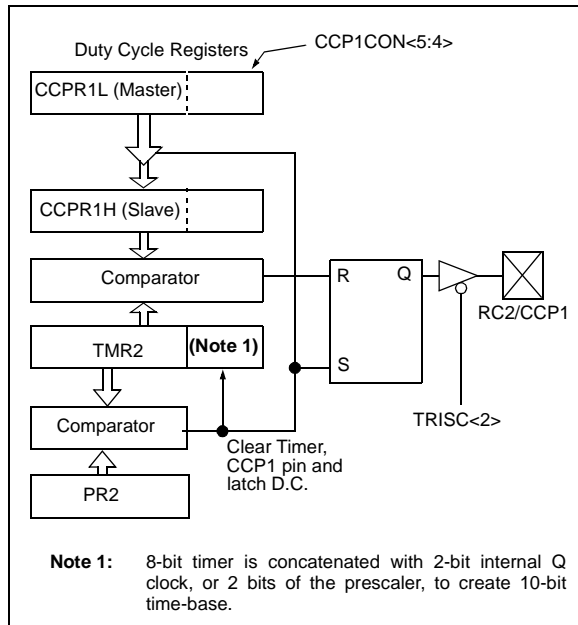 Duty Cycle Registers
CCP1CON<5:4>
CCPR1L (Master)
CCPR1H (Slave)
Comparator
R
Q
RC2/CCP1
TMR2
(Note 1)
S
TRISC<2>
Comparator
Clear Timer,
CCP1 pin and
latch D.C.
PR2
Note 1: 8-bit timer is concatenated with 2-bit internal Q
clock, or 2 bits of the prescaler, to create 10-bit
time-base.